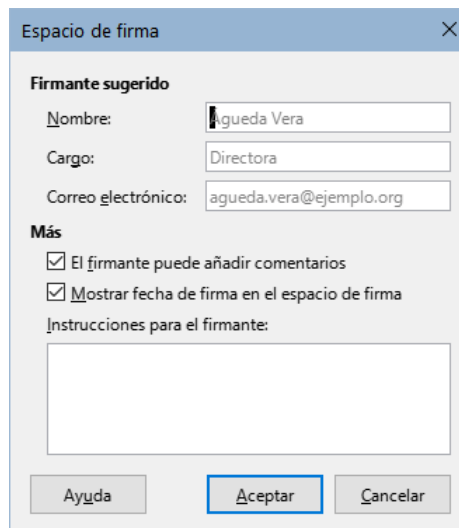 Espacio de firma
Firmante sugerido
Nombre: Águeda Vera
Cargo: Directora
Correo electrónico: agueda.vera@ejemplo.org
Más
El firmante puede añadir comentarios
Mostrar fecha de firma en el espacio de firma
Instrucciones para el firmante:
Ayuda Aceptar Cancelar